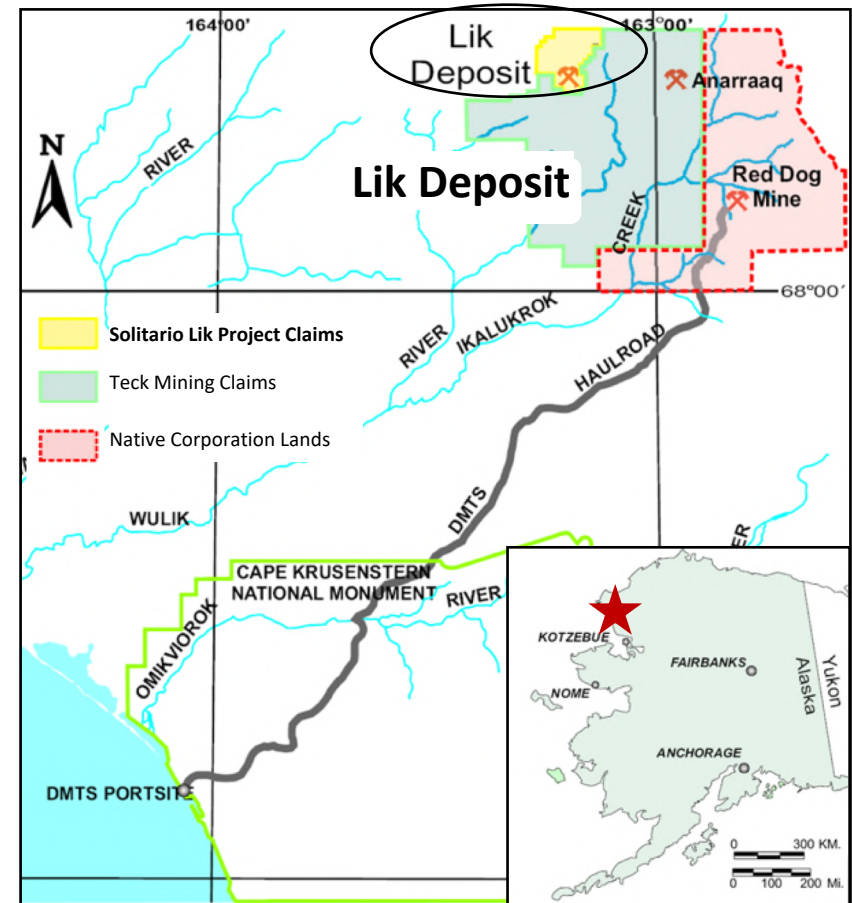 164°00'
163°00'
Lik
Deposit
Anarraaq
N
RIVER
Lik Deposit
Red Dog
Mine
CREEK
68°00'
Solitario Lik Project Claims
RIVER
IKALUKROK
HAULROAD
Teck Mining Claims
Native Corporation Lands
DMTS
WULIK
CAPE KRUSENSTERN
NATIONAL MONUMENT
RIVER
OMIKVIOROK
DMTS PORTSITE
KOTZEBUE
FAIRBANKS
NOME
Alaska
Yukon
ANCHORAGE
0 300 KM.
0 100 200 Mi.